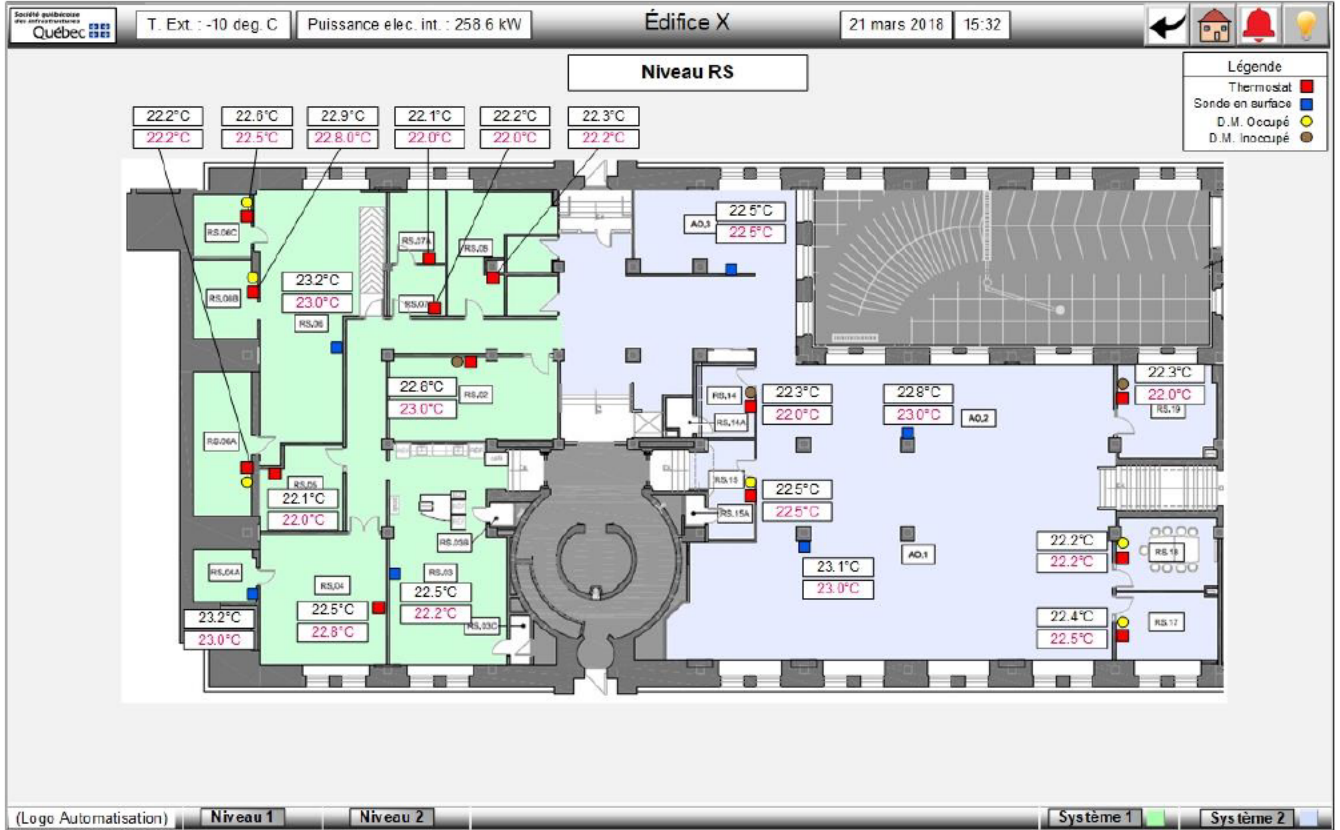 Société québécoise
des infrastructures
Québec
T. Ext. : -10 deg. C
Puissance elec. int. : 258.6 kW
Édifice X
21 mars 2018
15:32
Niveau RS
Légende
Thermostat
Sonde en surface
D.M. Occupé
D.M. Inoccupé
22.2°C 22.6°C 22.9°C 22.1°C 22.2°C 22.3°C
22.2°C 22.5°C 22.8.0°C 22.0°C 22.0°C 22.2°C
RS.06C
RS.07A
RS.08
AO.3
22.5°C
22.5°C
RS.06B
23.2°C
23.0°C
RS.06
RS.07
22.8°C
23.0°C
RS.02
RS.14
RS.14A
22.3°C
22.0°C
22.8°C
23.0°C
AO.2
22.3°C
22.0°C
RS.19
RS.06A
RS.05
22.1°C
22.0°C
RS.15
RS.15A
22.5°C
22.5°C
RS.03B
AO.1
23.1°C
23.0°C
22.2°C
22.2°C
RS.18
RS.04A
23.2°C
23.0°C
RS.04
22.5°C
22.8°C
RS.03
22.5°C
22.2°C
RS.03C
22.4°C
22.5°C
RS.17
(Logo Automatisation)
Niveau 1
Niveau 2
Système 1
Système 2